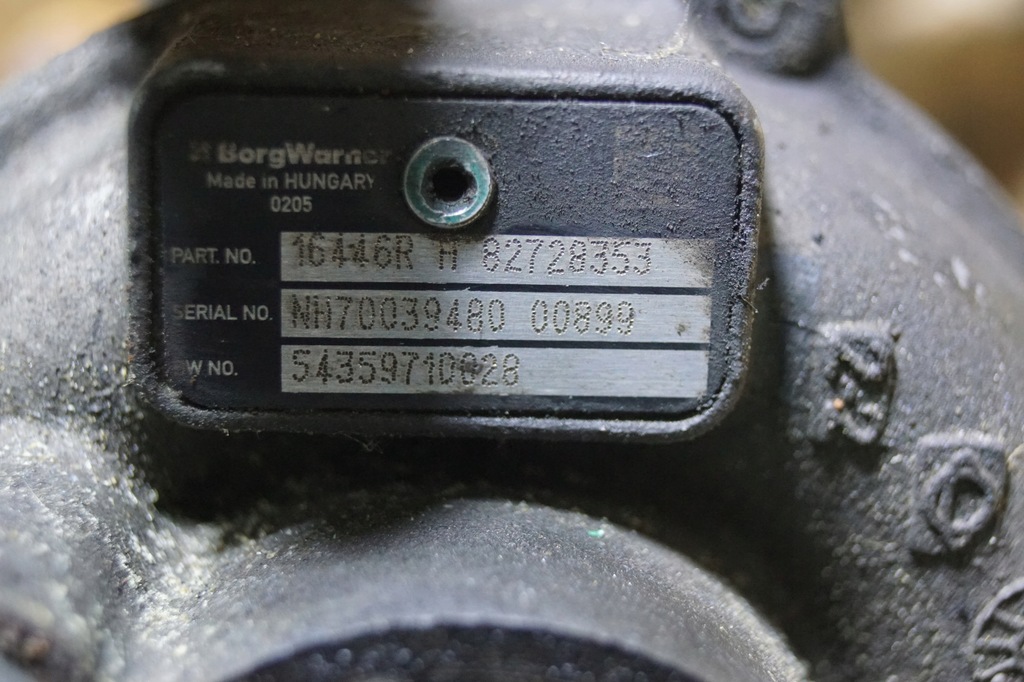 BorgWarner
Made in HUNGARY
0205
PART. NO. 16446R H 82728353
SERIAL NO. NH70039480 00899
W NO. 54359710028